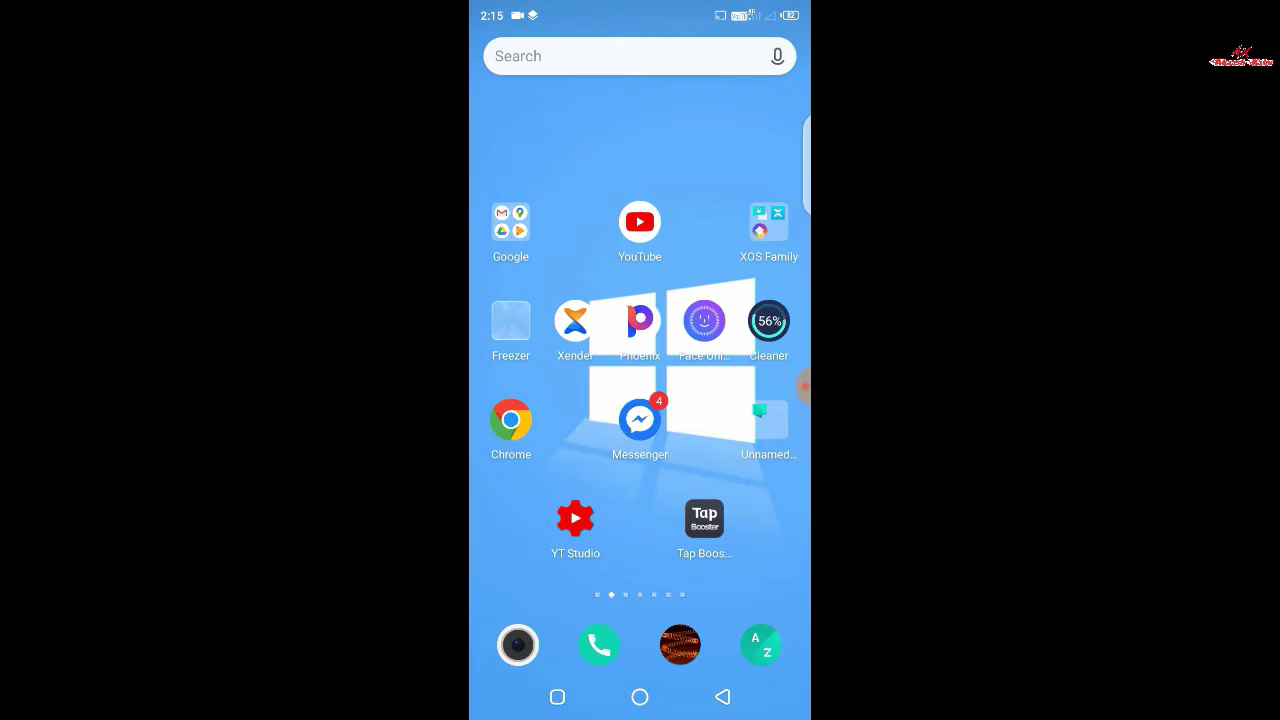 2:15
82
Search
Google
YouTube
XOS Family
56%
Freezer
Xender
Phoenix
Face Uni...
Cleaner
4
Chrome
Messenger
Unnamed...
Tap
Booster
YT Studio
Tap Boos...
A
Z